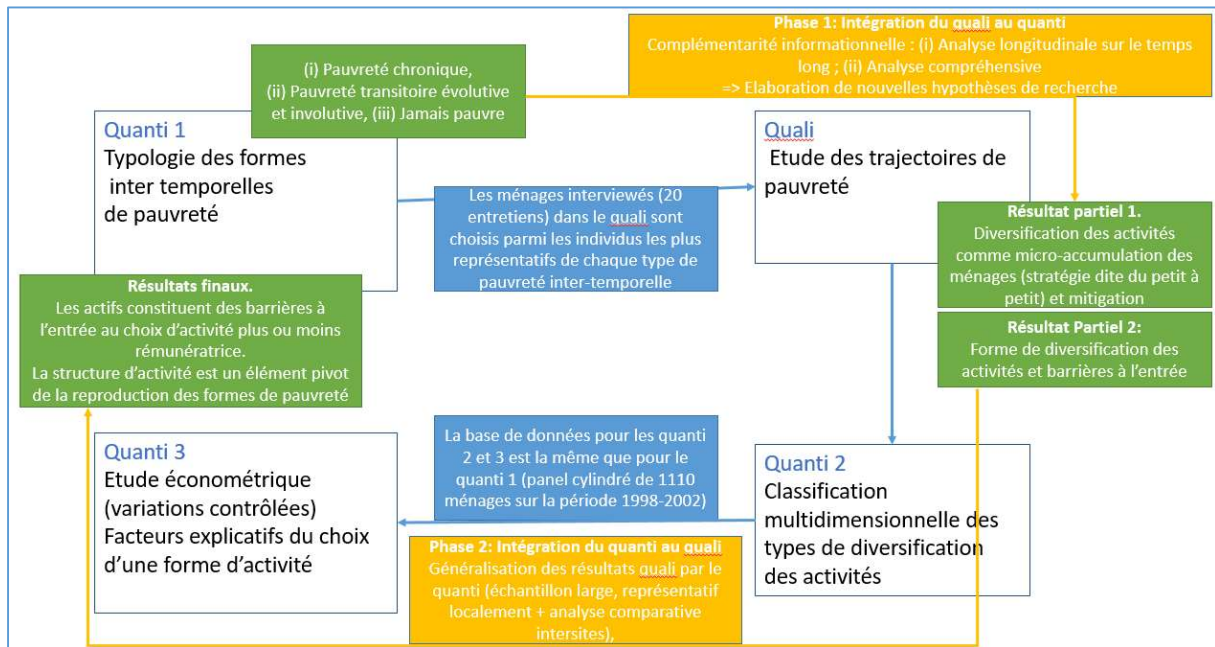 Phase 1: Intégration du quali au quanti
Complémentarité informationnelle : (i) Analyse longitudinale sur le temps
long ; (ii) Analyse compréhensive
=> Elaboration de nouvelles hypothèses de recherche
(i) Pauvreté chronique,
(ii) Pauvreté transitoire évolutive
et involutive, (iii) Jamais pauvre
Quanti 1
Typologie des formes
inter temporelles
de pauvreté
Quali
Etude des trajectoires de
pauvreté
Les ménages interviewés (20
entretiens) dans le quali sont
choisis parmi les individus les plus
représentatifs de chaque type de
pauvreté inter-temporelle
Résultat partiel 1.
Diversification des activités
comme micro-accumulation des
ménages (stratégie dite du petit à
petit) et mitigation
Résultats finaux.
Les actifs constituent des barrières à
l'entrée au choix d'activité plus ou moins
rémunératrice.
La structure d'activité est un élément pivot
de la reproduction des formes de pauvreté
Résultat Partiel 2:
Forme de diversification des
activités et barrières à l'entrée
Quanti 3
Etude économétrique
(variations contrôlées)
Facteurs explicatifs du choix
d'une forme d'activité
La base de données pour les quanti
2 et 3 est la même que pour le
quanti 1 (panel cylindré de 1110
ménages sur la période 1998-2002)
Quanti 2
Classification
multidimensionnelle des
types de diversification
des activités
Phase 2: Intégration du quanti au quali
Généralisation des résultats quali par le
quanti (échantillon large, représentatif
localement + analyse comparative
intersites),